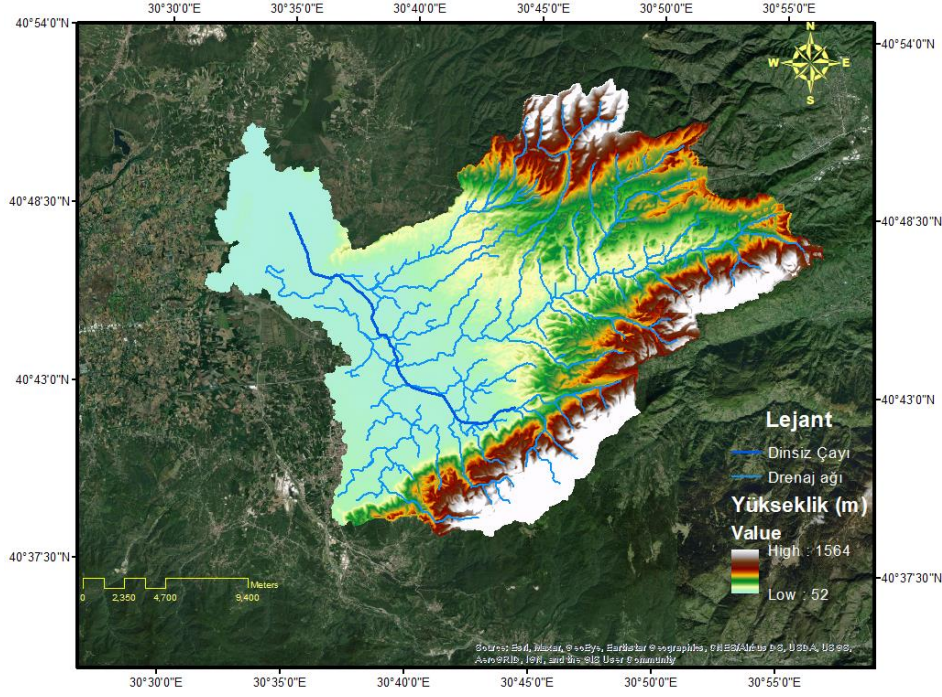 30°30'0"E 30°35'0"E 30°40'0"E 30°45'0"E 30°50'0"E 30°55'0"E
40°54'0"N
40°54'0"N
N
W E
S
40°48'30"N
40°48'30"N
40°43'0"N
40°43'0"N
Lejant
Dinsiz Çayı
Drenaj ağı
Yükseklik (m)
Value
High : 1564
Low : 52
40°37'30"N
40°37'30"N
Meters
0 2,350 4,700 9,400
Source: Esri, Maxar, GeoEye, Earthstar Geographics, CNES/Airbus DS, USDA, USGS,
AeroGRID, IGN, and the GIS User Community
30°30'0"E 30°35'0"E 30°40'0"E 30°45'0"E 30°50'0"E 30°55'0"E